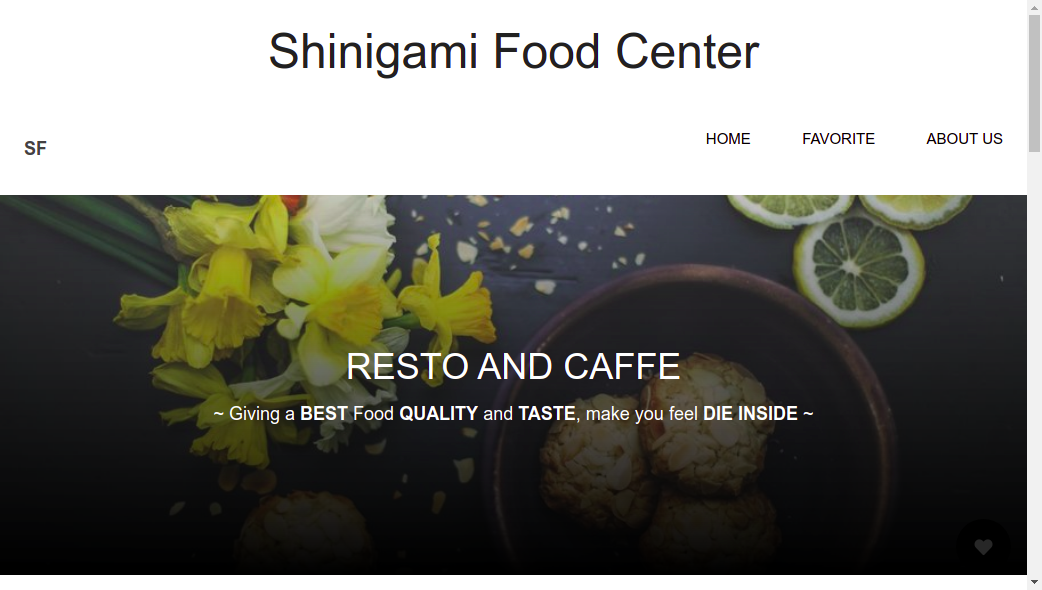 Shinigami Food Center
SF
HOME
FAVORITE
ABOUT US
RESTO AND CAFFE
~ Giving a BEST Food QUALITY and TASTE, make you feel DIE INSIDE ~